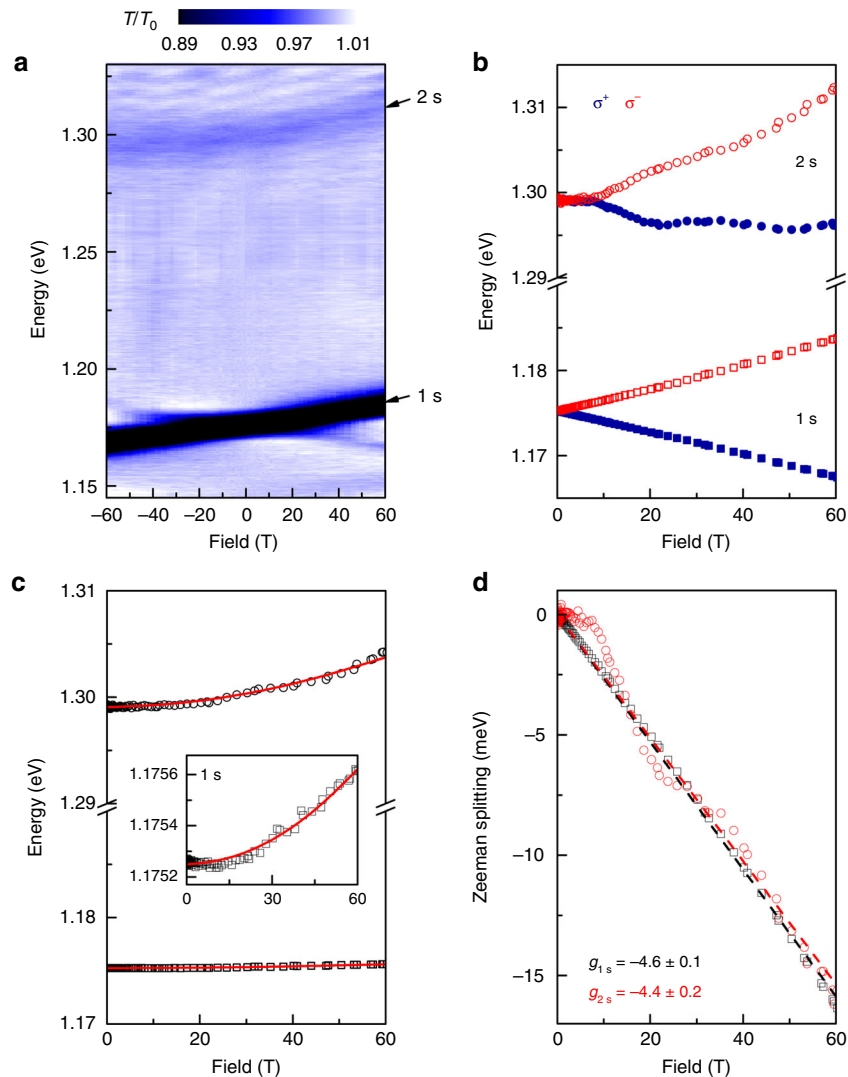 T/T0
0.89 0.93 0.97 1.01
a
Energy (eV)
1.30
1.25
1.20
1.15
–60 –40 –20 0 20 40 60
Field (T)
2 s
1 s
b
Energy (eV)
1.31
1.30
1.29
1.18
1.17
0 20 40 60
Field (T)
σ+ σ–
2 s
1 s
c
Energy (eV)
1.31
1.30
1.29
1.18
1.17
0 20 40 60
Field (T)
1 s
1.1756
1.1754
1.1752
0 30 60
d
Zeeman splitting (meV)
0
–5
–10
–15
0 20 40 60
Field (T)
g1 s = –4.6 ± 0.1
g2 s = –4.4 ± 0.2